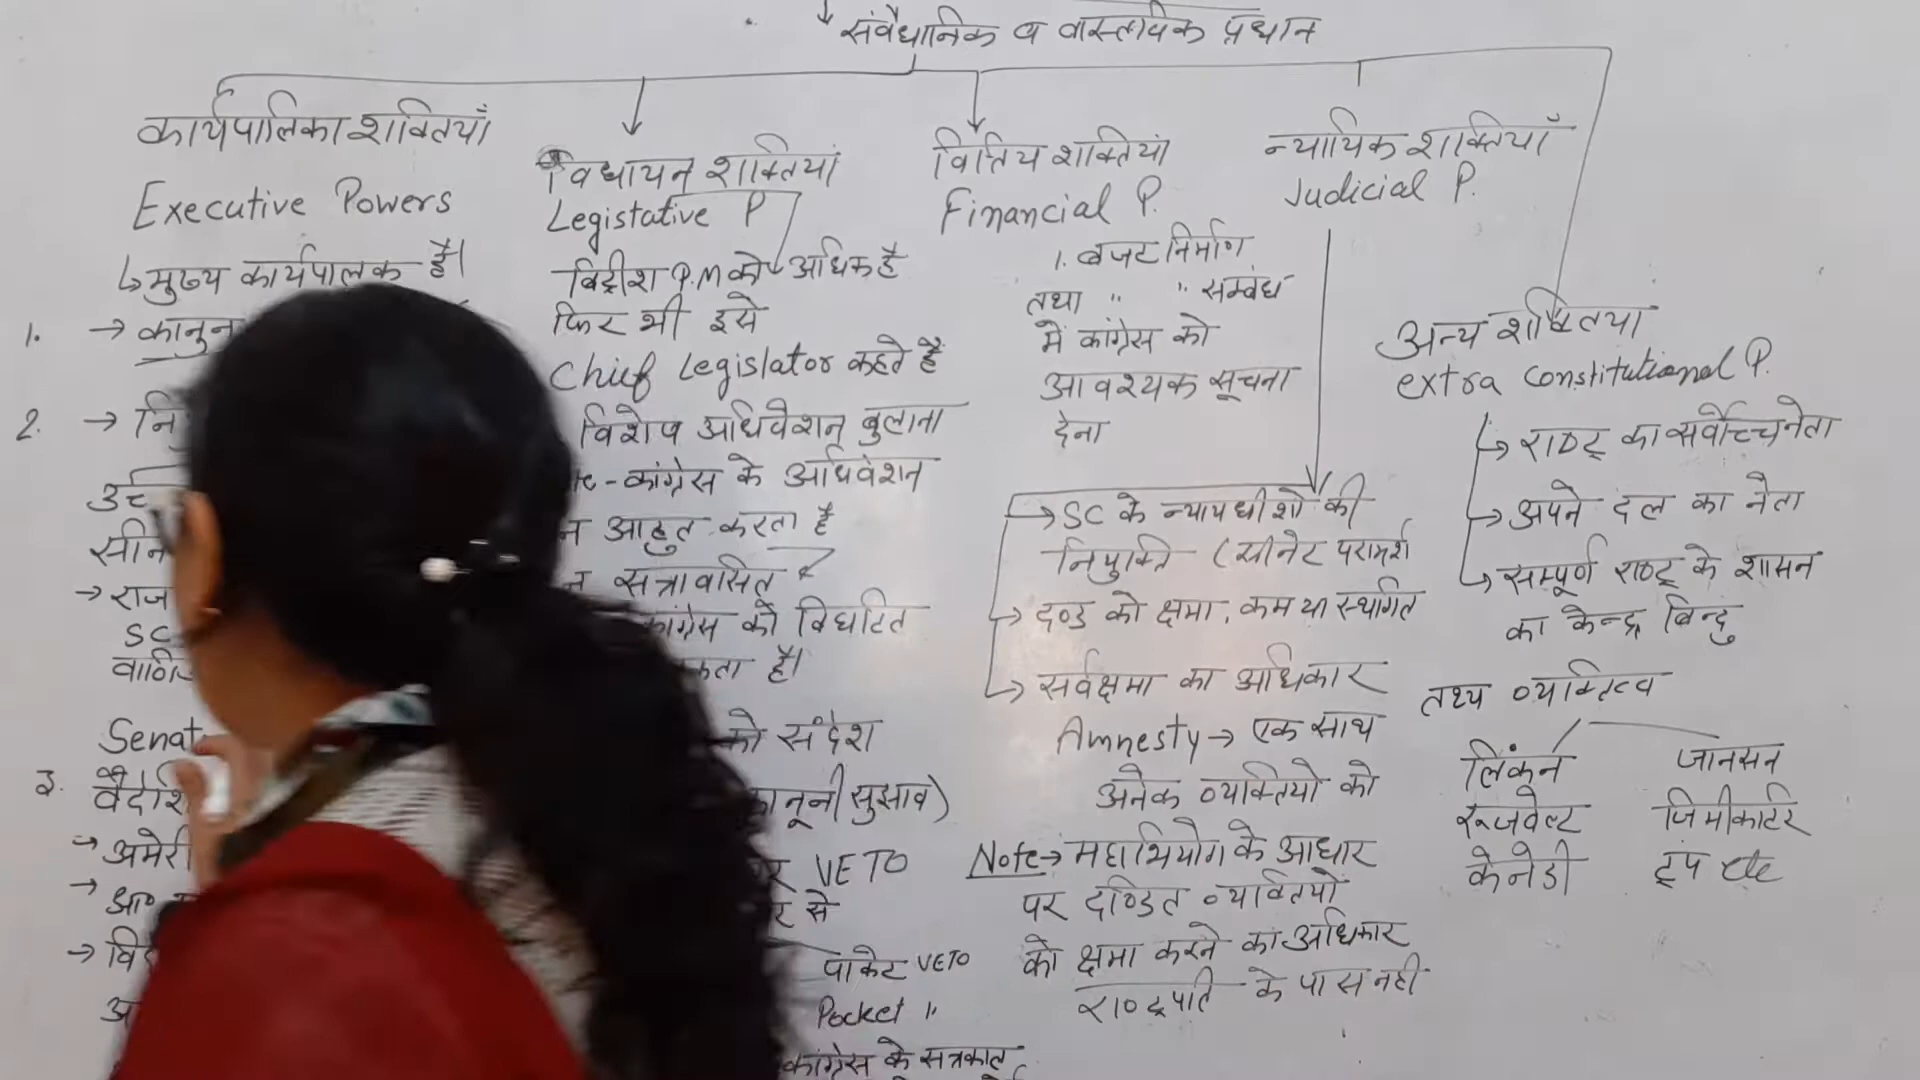 संवैधानिक व वास्तविक प्रधान
कार्यपालिका शक्तियाँ
Executive Powers
↳ मुख्य कार्यपालक है।
1. → कानुन
2. →
→ राज
SC
Senat
3. वैदेशि
→ अमेरी
→
→ वि
विधायन शक्तियां
Legistative P
ब्रिट्रीश P.M को अधिक है
फिर भी इसे
Chief Legislator कहते है
विशेष अधिवेशन् बुलाना
कांग्रेस के अधिवेशन
न आहुत करता है
न सत्रावसित
कांग्रेस को विघटित
कता है।
को संदेश
कानूनी सुझाव)
VETO
र से
पाकेट VETO
Pocket "
कांग्रेस के सत्रकाल
वित्तिय शक्तियां
Financial P.
1. बजट निर्माण
तथा " " सम्बंध
में कांग्रेस को
आवश्यक सूचना
देना
न्यायिक शक्तियाँ
Judicial P.
→ SC के न्यायधीशों की
नियुक्ति (सीनेट परामर्श
→ दण्ड को क्षमा, कम या स्थगित
→ सर्वक्षमा का अधिकार
Amnesty → एक साथ
अनेक व्यक्तियो को
Note → महाभियोग के आधार
पर दण्डित व्यक्तियों
को क्षमा करने का अधिकार
राष्ट्रपति के पास नही
अन्य शक्तिया
extra constitutional P.
↳ राष्ट्र का सर्वोच्च नेता
→ अपने दल का नेता
↳ सम्पूर्ण राष्ट्र के शासन
का केन्द्र बिन्दु
तथ्य व्यक्तित्व
लिंकन जानसन
रूजवेल्ट जिमीकार्टर
केनेडी ट्रंप etc